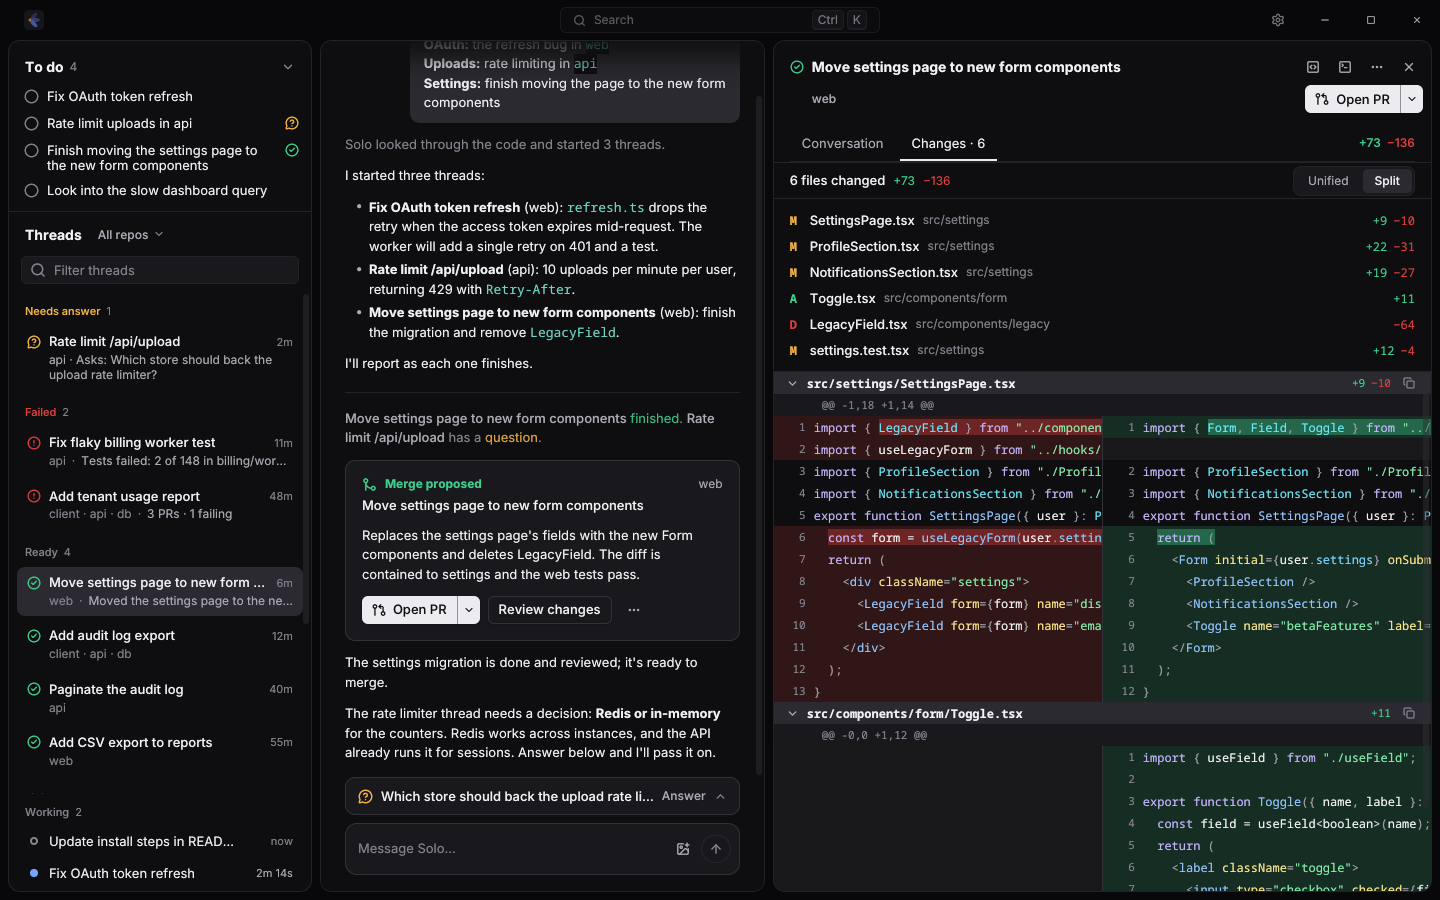 Search
Ctrl
K
To do 4
Fix OAuth token refresh
Rate limit uploads in api
Finish moving the settings page to
the new form components
Look into the slow dashboard query
Threads All repos
Filter threads
Needs answer 1
Rate limit /api/upload 2m
api · Asks: Which store should back the
upload rate limiter?
Failed 2
Fix flaky billing worker test 11m
api · Tests failed: 2 of 148 in billing/wor...
Add tenant usage report 48m
client · api · db · 3 PRs · 1 failing
Ready 4
Move settings page to new form ... 6m
web · Moved the settings page to the ne...
Add audit log export 12m
client · api · db
Paginate the audit log 40m
api
Add CSV export to reports 55m
web
Working 2
Update install steps in READ... now
Fix OAuth token refresh 2m 14s
OAuth: the refresh bug in web
Uploads: rate limiting in api
Settings: finish moving the page to the new form
components
Solo looked through the code and started 3 threads.
I started three threads:
• Fix OAuth token refresh (web): refresh.ts drops the
retry when the access token expires mid-request. The
worker will add a single retry on 401 and a test.
• Rate limit /api/upload (api): 10 uploads per minute per user,
returning 429 with Retry-After.
• Move settings page to new form components (web): finish
the migration and remove LegacyField.
I'll report as each one finishes.
Move settings page to new form components finished. Rate
limit /api/upload has a question.
Merge proposed web
Move settings page to new form components
Replaces the settings page's fields with the new Form
components and deletes LegacyField. The diff is
contained to settings and the web tests pass.
Open PR
Review changes
The settings migration is done and reviewed; it's ready to
merge.
The rate limiter thread needs a decision: Redis or in-memory
for the counters. Redis works across instances, and the API
already runs it for sessions. Answer below and I'll pass it on.
Which store should back the upload rate li... Answer
Message Solo...
Move settings page to new form components
web
Open PR
Conversation
Changes · 6
+73 −136
6 files changed +73 −136
Unified
Split
M SettingsPage.tsx src/settings +9 −10
M ProfileSection.tsx src/settings +22 −31
M NotificationsSection.tsx src/settings +19 −27
A Toggle.tsx src/components/form +11
D LegacyField.tsx src/components/legacy −64
M settings.test.tsx src/settings +12 −4
src/settings/SettingsPage.tsx +9 −10
@@ -1,18 +1,14 @@
1 import { LegacyField } from "../componen
2 import { useLegacyForm } from "../hooks/
3 import { ProfileSection } from "./Profil
4 import { NotificationsSection } from "./
5 export function SettingsPage({ user }: P
6 const form = useLegacyForm(user.settin
7 return (
8 <div className="settings">
9 <LegacyField form={form} name="dis
10 <LegacyField form={form} name="ema
11 </div>
12 );
13 }
1 import { Form, Field, Toggle } from "../
2 import { ProfileSection } from "./Profil
3 import { NotificationsSection } from "./
4 export function SettingsPage({ user }: P
5 return (
6 <Form initial={user.settings} onSubm
7 <ProfileSection />
8 <NotificationsSection />
9 <Toggle name="betaFeatures" label=
10 </Form>
11 );
12 }
src/components/form/Toggle.tsx +11
@@ -0,0 +1,12 @@
1 import { useField } from "./useField";
2
3 export function Toggle({ name, label }:
4 const field = useField<boolean>(name);
5 return (
6 <label className="toggle">
7 <input type="checkbox" checked={fi